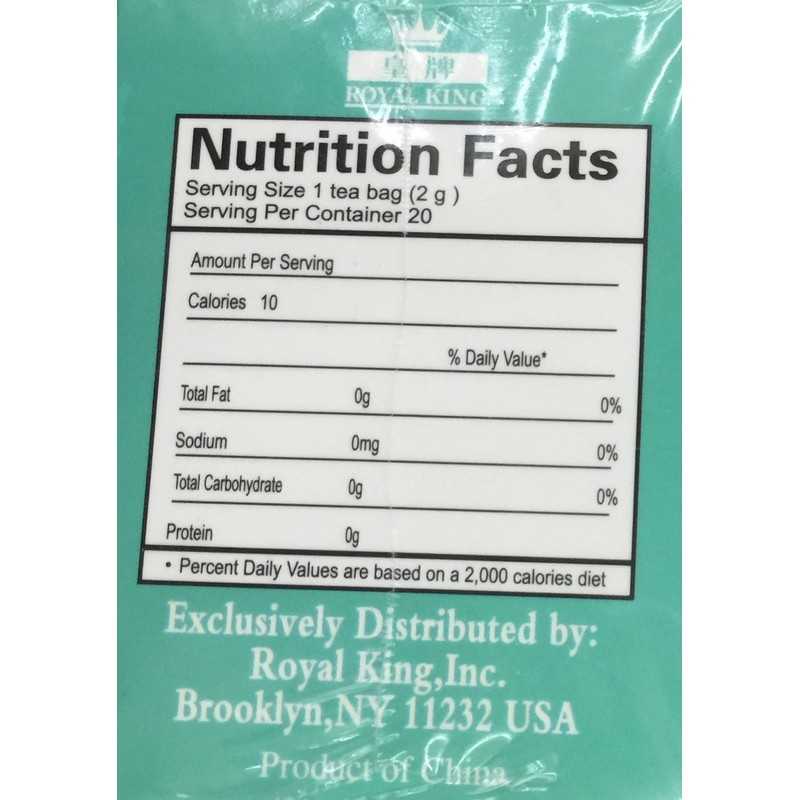 皇牌
ROYAL KING
Nutrition Facts
Serving Size 1 tea bag (2 g )
Serving Per Container 20
Amount Per Serving
Calories 10
% Daily Value*
Total Fat 0g 0%
Sodium 0mg 0%
Total Carbohydrate 0g 0%
Protein 0g
• Percent Daily Values are based on a 2,000 calories diet
Exclusively Distributed by:
Royal King,Inc.
Brooklyn,NY 11232 USA
Product of China